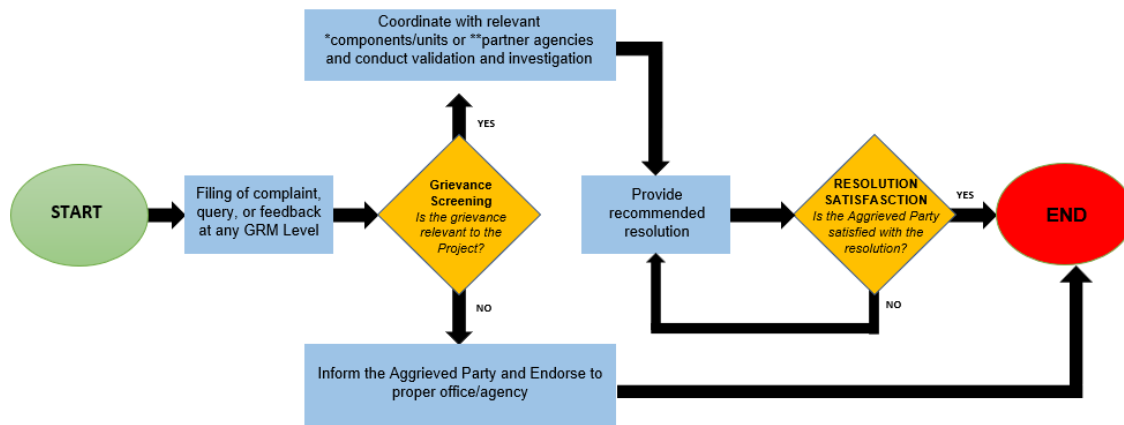 Coordinate with relevant
*components/units or **partner agencies
and conduct validation and investigation
YES
START
Filing of complaint,
query, or feedback
at any GRM Level
Grievance
Screening
Is the grievance
relevant to the
Project?
Provide
recommended
resolution
RESOLUTION
SATISFASCTION
Is the Aggrieved Party
satisfied with the
resolution?
YES
END
NO
NO
Inform the Aggrieved Party and Endorse to
proper office/agency